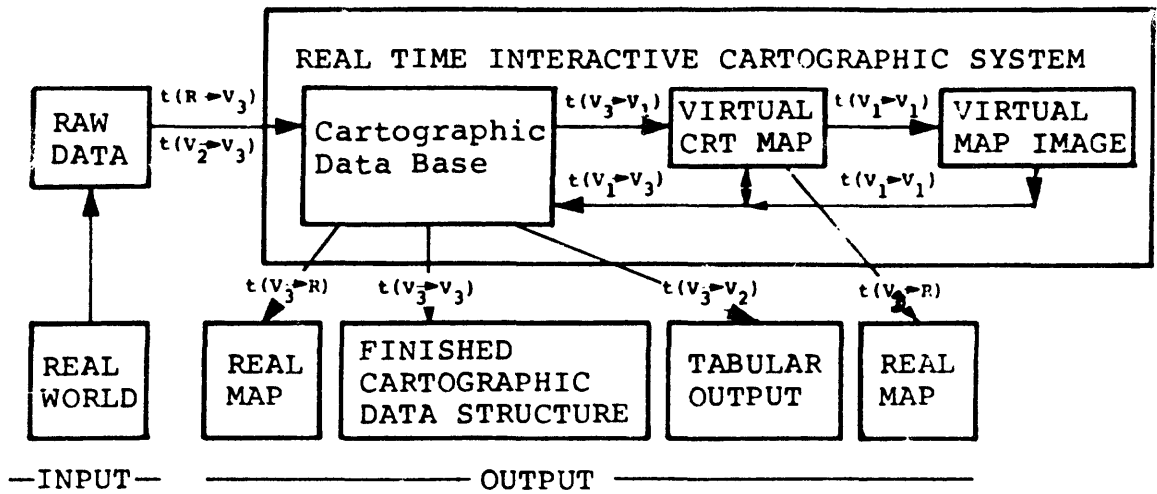 REAL TIME INTERACTIVE CARTOGRAPHIC SYSTEM
t(R→V3)
t(V2→V3)
RAW
DATA
Cartographic
Data Base
t(V3→V1)
VIRTUAL
CRT MAP
t(V1→V1)
VIRTUAL
MAP IMAGE
t(V1→V3)
t(V1→V1)
t(V3→R)
t(V3→V3)
t(V3→V2)
REAL
WORLD
REAL
MAP
FINISHED
CARTOGRAPHIC
DATA STRUCTURE
TABULAR
OUTPUT
REAL
MAP
INPUT
OUTPUT